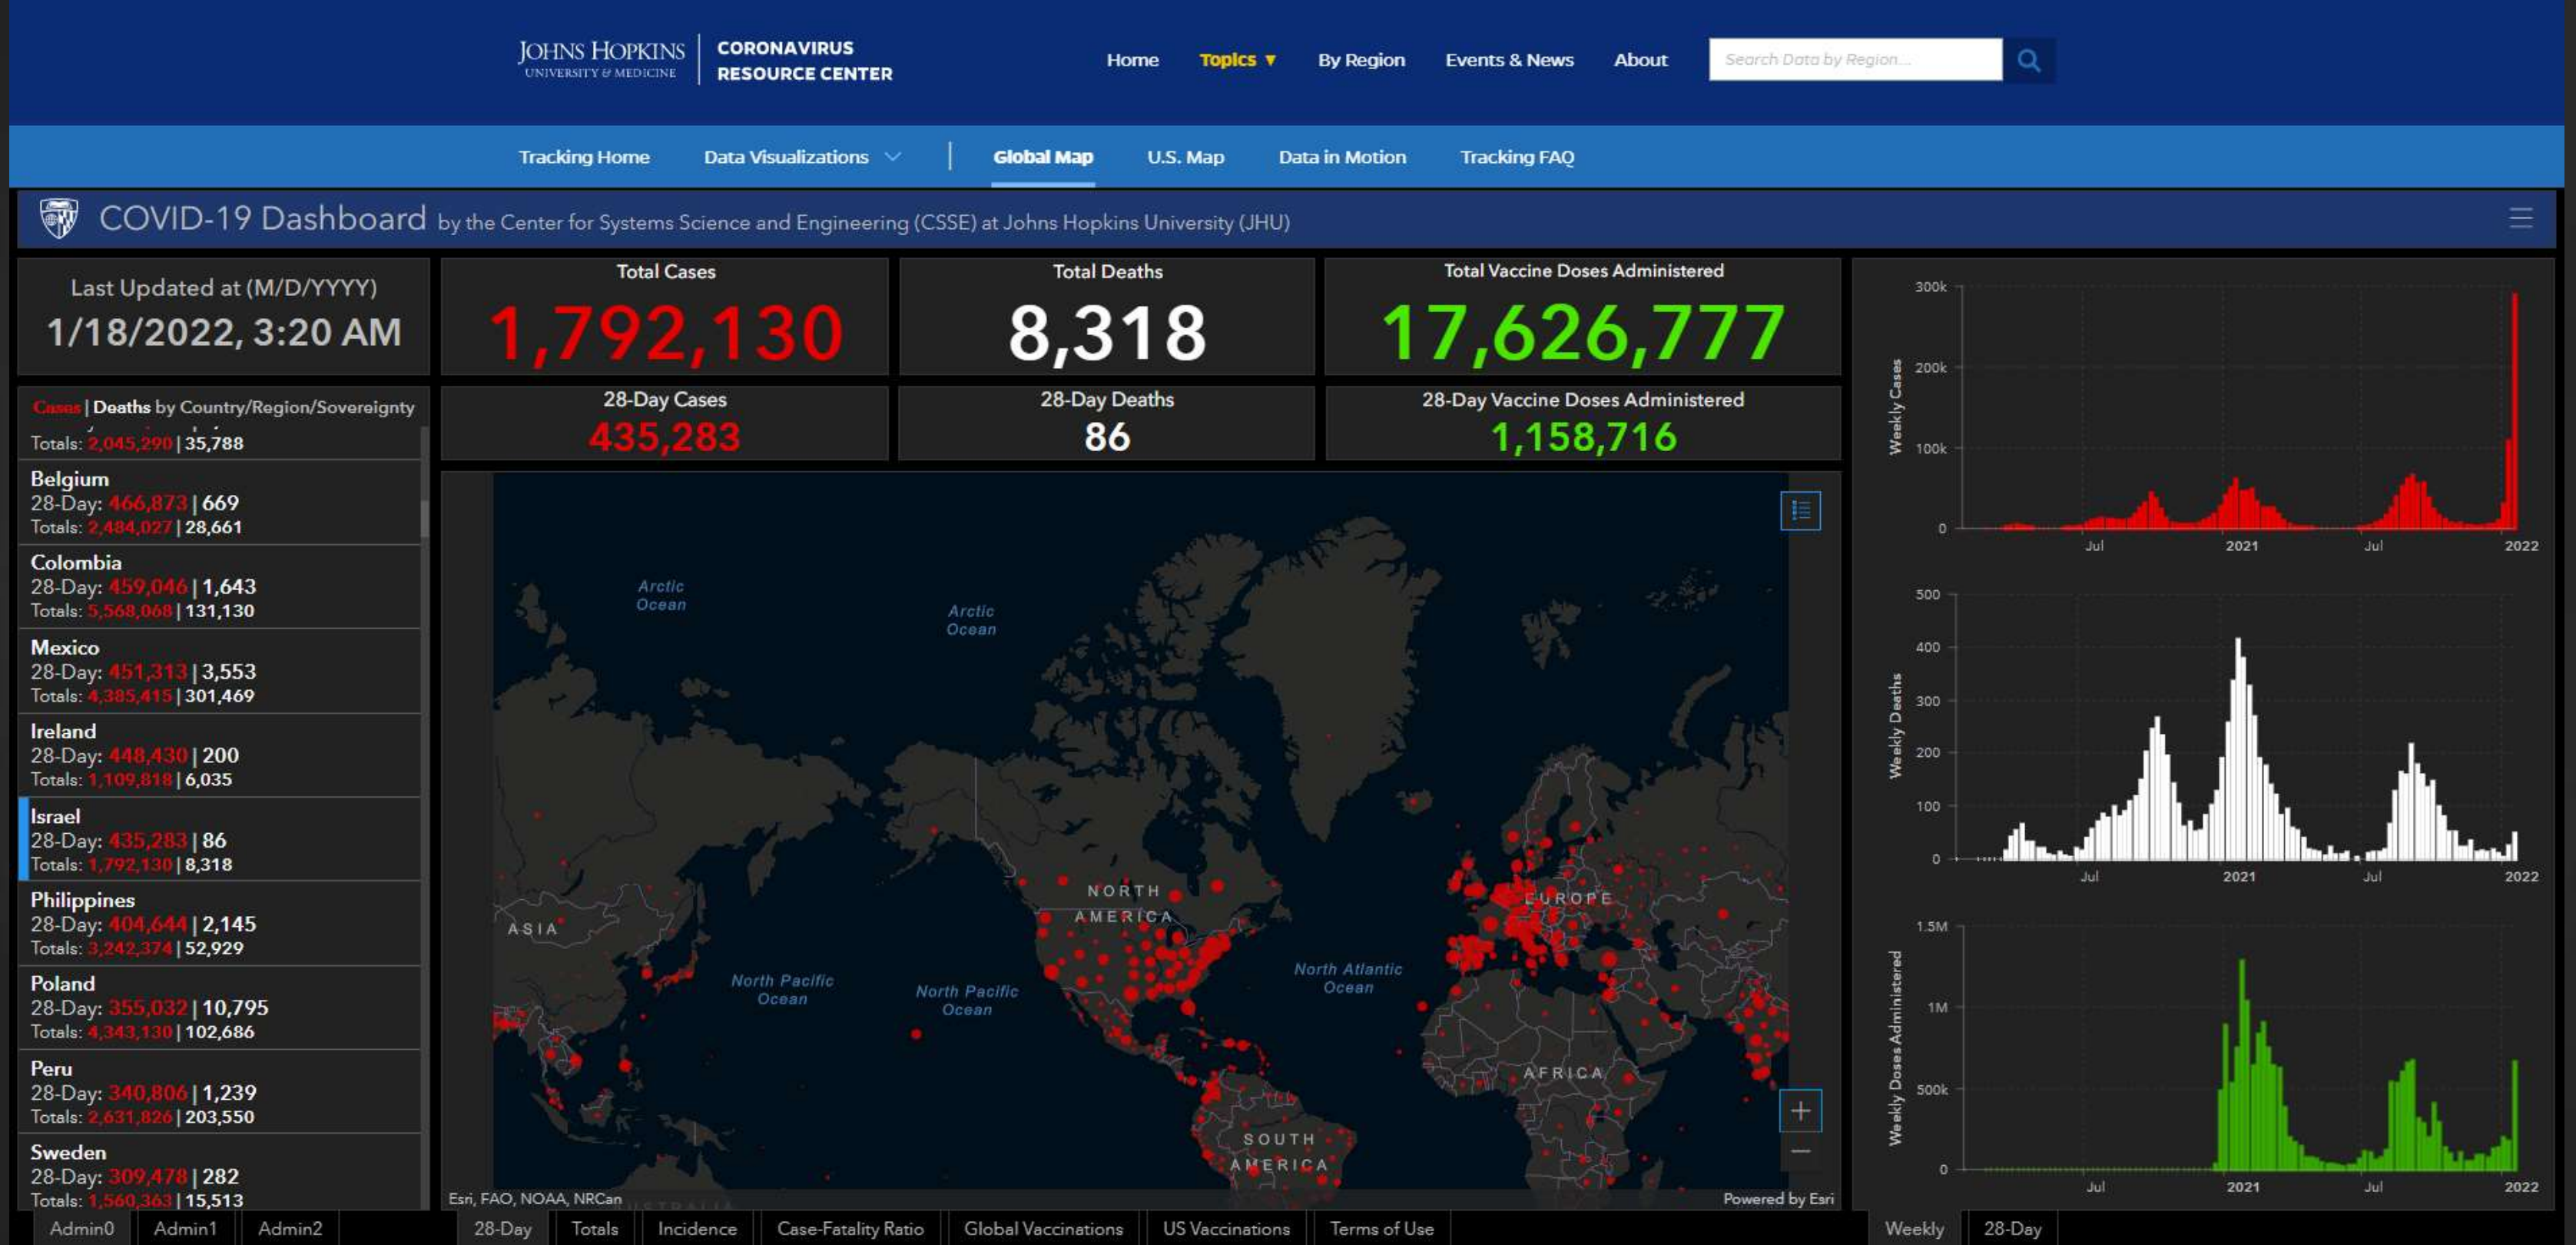 JOHNS HOPKINS
UNIVERSITY & MEDICINE
CORONAVIRUS
RESOURCE CENTER
Home
Topics ▼
By Region
Events & News
About
Search Data by Region...
Tracking Home
Data Visualizations
Global Map
U.S. Map
Data in Motion
Tracking FAQ
COVID-19 Dashboard by the Center for Systems Science and Engineering (CSSE) at Johns Hopkins University (JHU)
Last Updated at (M/D/YYYY)
1/18/2022, 3:20 AM
Cases | Deaths by Country/Region/Sovereignty
Totals: 2,045,290 | 35,788
Belgium
28-Day: 466,873 | 669
Totals: 2,484,027 | 28,661
Colombia
28-Day: 459,046 | 1,643
Totals: 5,568,068 | 131,130
Mexico
28-Day: 451,313 | 3,553
Totals: 4,385,415 | 301,469
Ireland
28-Day: 448,430 | 200
Totals: 1,109,818 | 6,035
Israel
28-Day: 435,283 | 86
Totals: 1,792,130 | 8,318
Philippines
28-Day: 404,644 | 2,145
Totals: 3,242,374 | 52,929
Poland
28-Day: 355,032 | 10,795
Totals: 4,343,130 | 102,686
Peru
28-Day: 340,806 | 1,239
Totals: 2,631,826 | 203,550
Sweden
28-Day: 309,478 | 282
Totals: 1,560,363 | 15,513
Admin0
Admin1
Admin2
Total Cases
1,792,130
Total Deaths
8,318
Total Vaccine Doses Administered
17,626,777
28-Day Cases
435,283
28-Day Deaths
86
28-Day Vaccine Doses Administered
1,158,716
Arctic
Ocean
Arctic
Ocean
NORTH
AMERICA
EUROPE
ASIA
North Pacific
Ocean
North Pacific
Ocean
North Atlantic
Ocean
AFRICA
SOUTH
AMERICA
AUSTRALIA
Esri, FAO, NOAA, NRCan
Powered by Esri
28-Day
Totals
Incidence
Case-Fatality Ratio
Global Vaccinations
US Vaccinations
Terms of Use
Weekly Cases
300k
200k
100k
0
Jul
2021
Jul
2022
Weekly Deaths
500
400
300
200
100
0
Jul
2021
Jul
2022
Weekly Doses Administered
1.5M
1M
500k
0
Jul
2021
Jul
2022
Weekly
28-Day